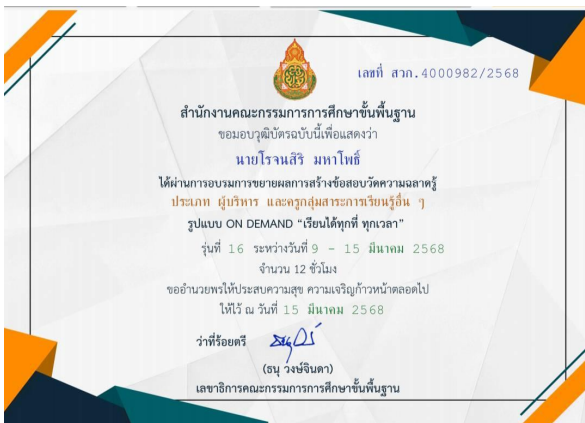 เลขที่ สวก.4000982/2568
สำนักงานคณะกรรมการการศึกษาขั้นพื้นฐาน
ขอมอบวุฒิบัตรฉบับนี้เพื่อแสดงว่า
นายโรจนสิริ มหาโพธิ์
ได้ผ่านการอบรมการขยายผลการสร้างข้อสอบวัดความฉลาดรู้
ประเภท ผู้บริหาร และครูกลุ่มสาระการเรียนรู้อื่น ๆ
รูปแบบ ON DEMAND “เรียนได้ทุกที่ ทุกเวลา”
รุ่นที่ 16 ระหว่างวันที่ 9 - 15 มีนาคม 2568
จำนวน 12 ชั่วโมง
ขออำนวยพรให้ประสบความสุข ความเจริญก้าวหน้าตลอดไป
ให้ไว้ ณ วันที่ 15 มีนาคม 2568
ว่าที่ร้อยตรี
(ธนุ วงษ์จินดา)
เลขาธิการคณะกรรมการการศึกษาขั้นพื้นฐาน